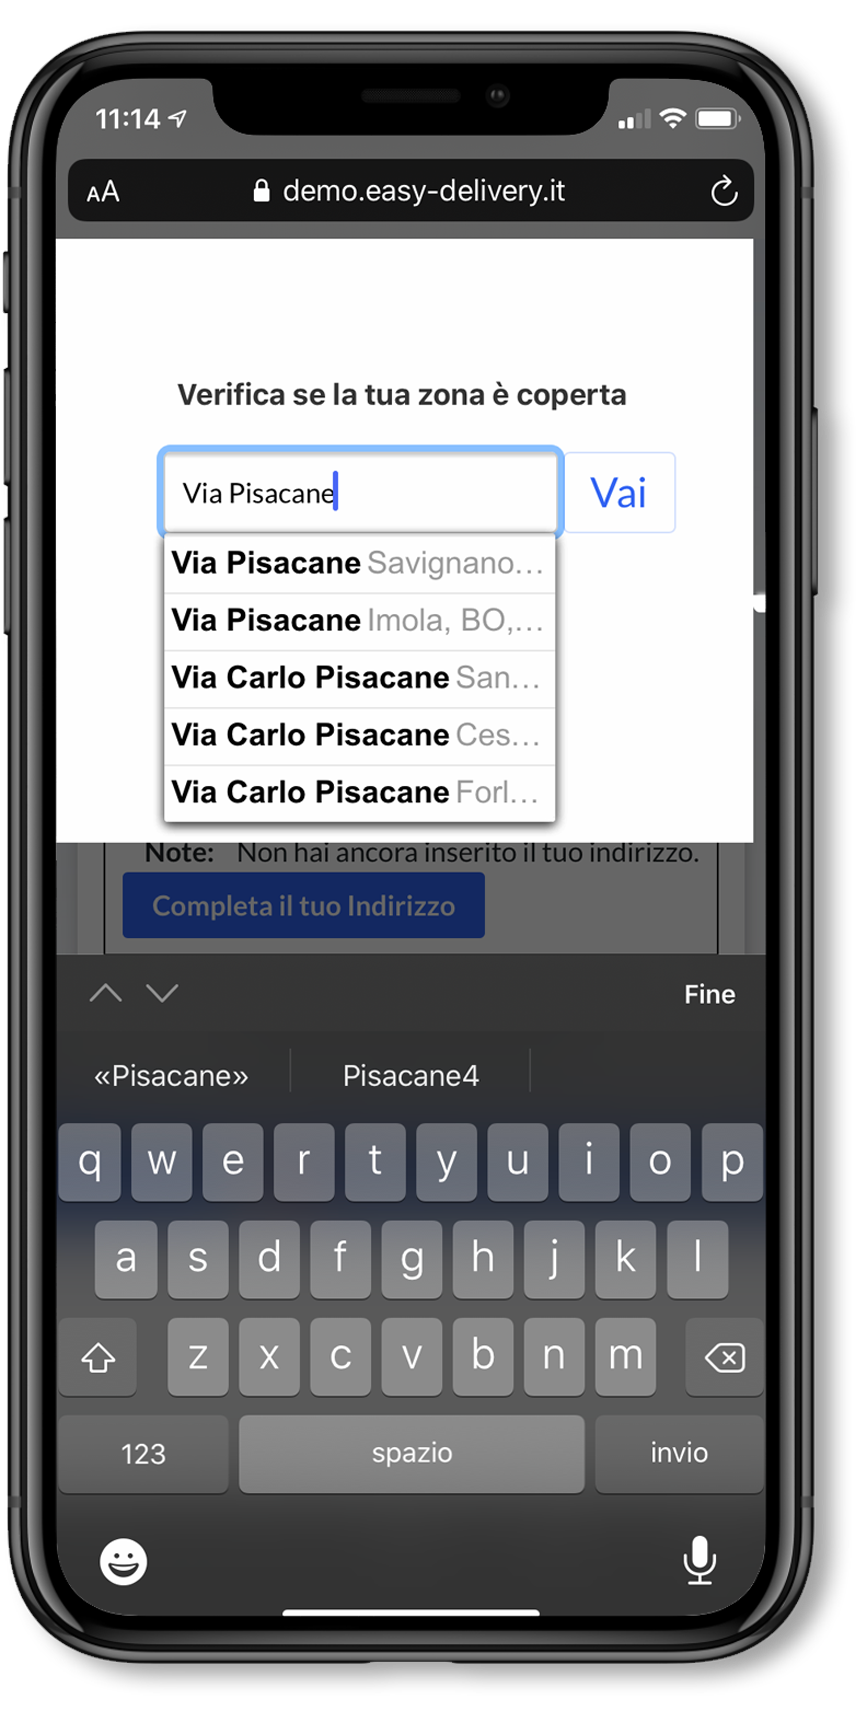 11:14
AA demo.easy-delivery.it
Verifica se la tua zona è coperta
Via Pisacane Vai
Via Pisacane Savignano...
Via Pisacane Imola, BO,...
Via Carlo Pisacane San...
Via Carlo Pisacane Ces...
Via Carlo Pisacane Forl...
Note: Non hai ancora inserito il tuo indirizzo.
Completa il tuo Indirizzo
Fine
«Pisacane» Pisacane4
q w e r t y u i o p
a s d f g h j k l
z x c v b n m
123 spazio invio